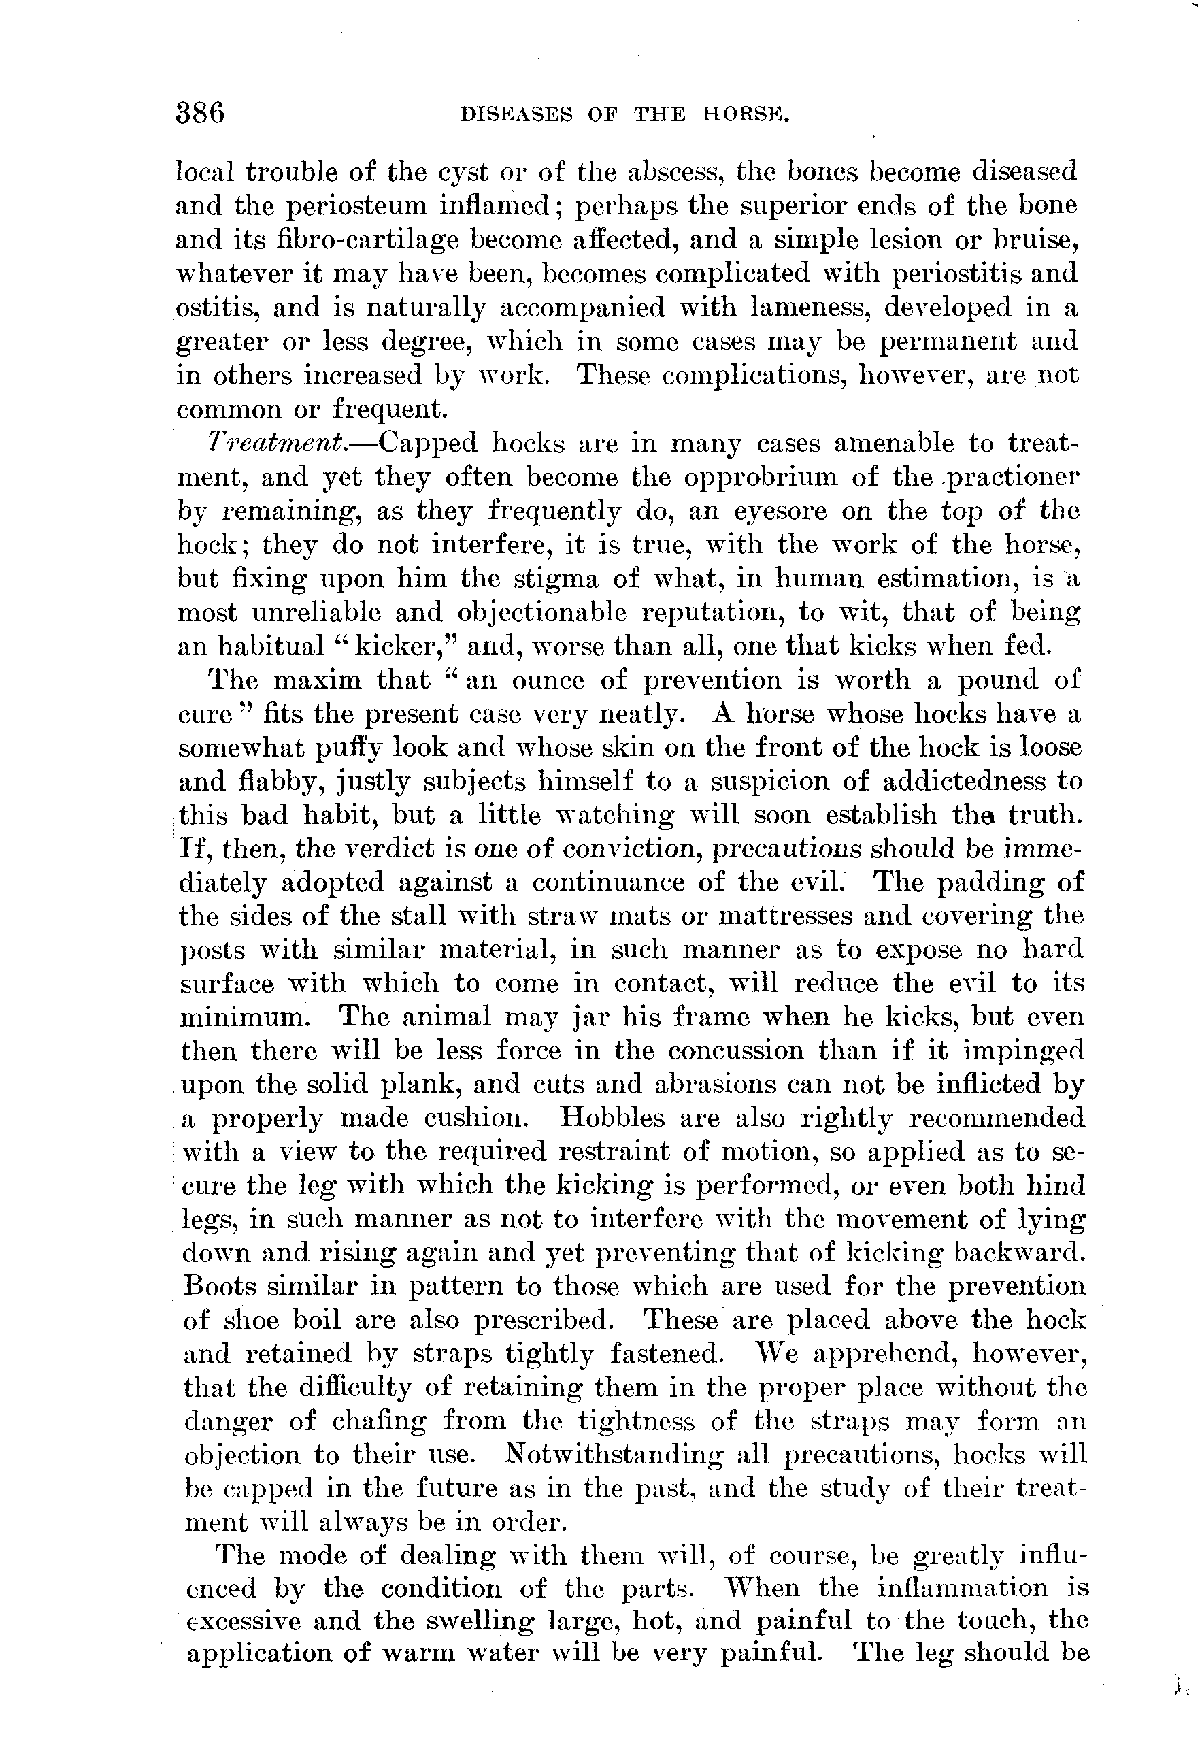 386 DISEASES OF THE HORSE.
local trouble of the cyst or of the abscess, the bones become diseased
and the periosteum inflamed; perhaps the superior ends of the bone
and its fibro-cartilage become affected, and a simple lesion or bruise,
whatever it may have been, becomes complicated with periostitis and
ostitis, and is naturally accompanied with lameness, developed in a
greater or less degree, which in some cases may be permanent and
in others increased by work. These complications, however, are not
common or frequent.
Treatment.—Capped hocks are in many cases amenable to treat-
ment, and yet they often become the opprobrium of the practioner
by remaining, as they frequently do, an eyesore on the top of the
hock; they do not interfere, it is true, with the work of the horse,
but fixing upon him the stigma of what, in human estimation, is a
most unreliable and objectionable reputation, to wit, that of being
an habitual "kicker," and, worse than all, one that kicks when fed.
The maxim that "an ounce of prevention is worth a pound of
cure" fits the present case very neatly. A horse whose hocks have a
somewhat puffy look and whose skin on the front of the hock is loose
and flabby, justly subjects himself to a suspicion of addictedness to
this bad habit, but a little watching will soon establish the truth.
If, then, the verdict is one of conviction, precautions should be imme-
diately adopted against a continuance of the evil. The padding of
the sides of the stall with straw mats or mattresses and covering the
posts with similar material, in such manner as to expose no hard
surface with which to come in contact, will reduce the evil to its
minimum. The animal may jar his frame when he kicks, but even
then there will be less force in the concussion than if it impinged
upon the solid plank, and cuts and abrasions can not be inflicted by
a properly made cushion. Hobbles are also rightly recommended
with a view to the required restraint of motion, so applied as to se-
cure the leg with which the kicking is performed, or even both hind
legs, in such manner as not to interfere with the movement of lying
down and rising again and yet preventing that of kicking backward.
Boots similar in pattern to those which are used for the prevention
of shoe boil are also prescribed. These are placed above the hock
and retained by straps tightly fastened. We apprehend, however,
that the difficulty of retaining them in the proper place without the
danger of chafing from the tightness of the straps may form an
objection to their use. Notwithstanding all precautions, hocks will
be capped in the future as in the past, and the study of their treat-
ment will always be in order.
The mode of dealing with them will, of course, be greatly influ-
enced by the condition of the parts. When the inflammation is
excessive and the swelling large, hot, and painful to the touch, the
application of warm water will be very painful. The leg should be